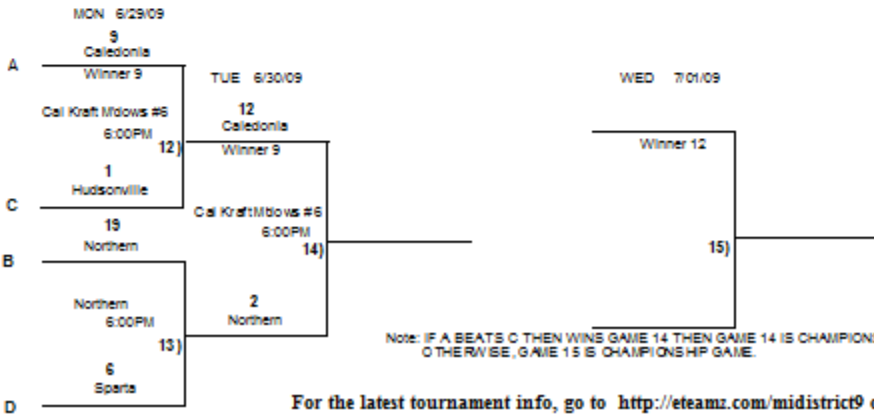 MON 6/29/09
9
Caledonia
A
Winner 9
TUE 6/30/09
WED 7/01/09
Cal Kraft M'dows #6
6:00PM
12)
12
Caledonia
Winner 9
Winner 12
1
Hudsonville
C
19
Northern
B
Cal Kraft Mtlows #6
6:00PM
14)
15)
Northern
6:00PM
13)
2
Northern
6
Sparta
D
Note: IF A BEATS C THEN WINS GAME 14 THEN GAME 14 IS CHAMPION
OTHERWISE, GAME 15 IS CHAMPIONSHIP GAME.
For the latest tournament info, go to http://eteamz.com/midistrict9 o